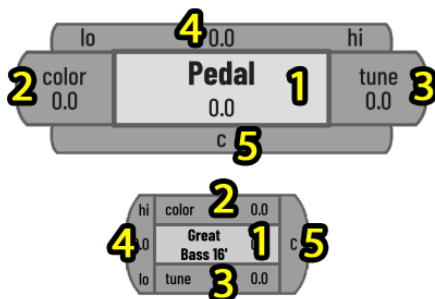 lo 4 0.0 hi
2 color 0.0 Pedal 0.0 1 tune 0.0 3
C 5
hi color 2 0.0
4 .0 Great Bass 16' 1 C 5
lo tune 3 0.0